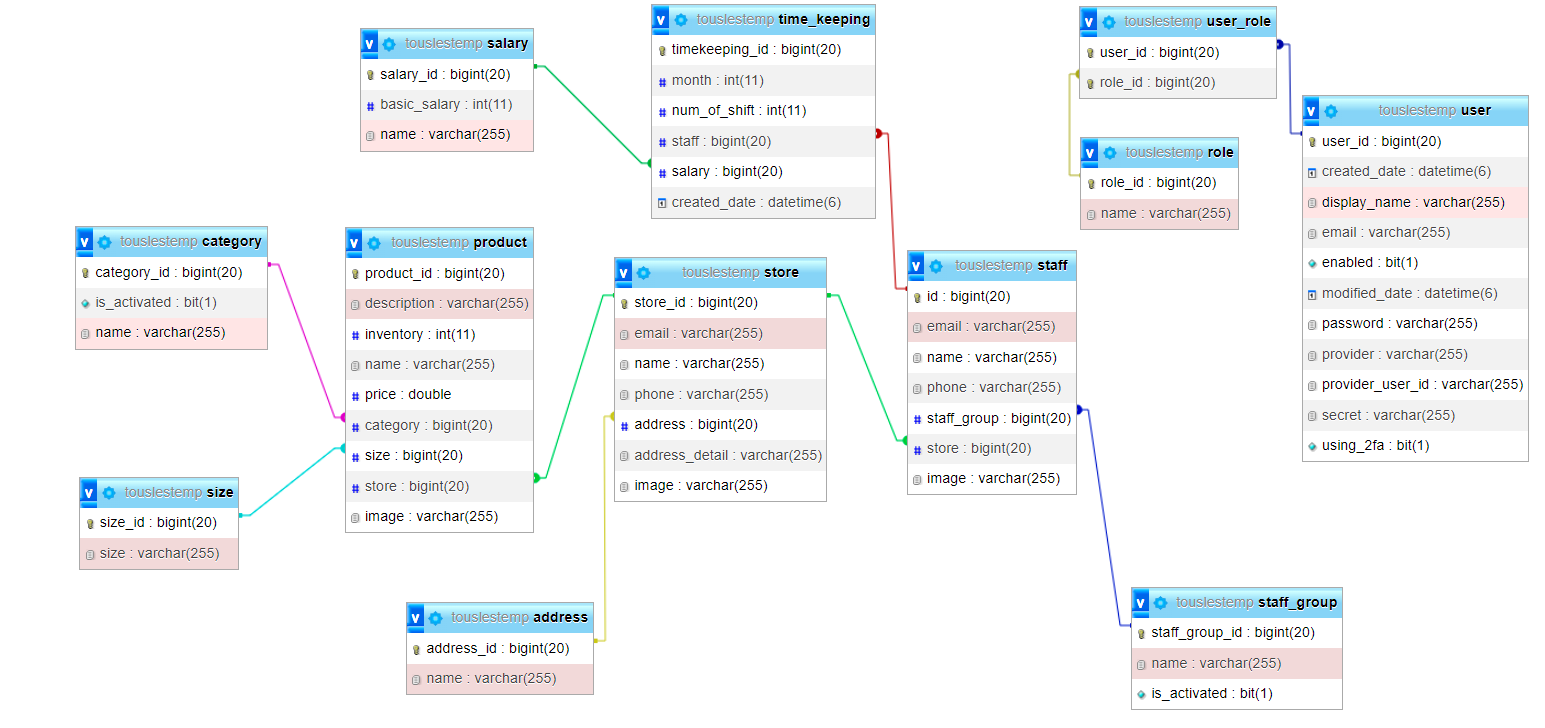 touslestemp salary
salary_id : bigint(20)
basic_salary : int(11)
name : varchar(255)
v touslestemp time_keeping
timekeeping_id : bigint(20)
# month : int(11)
# num_of_shift : int(11)
# staff : bigint(20)
# salary : bigint(20)
created_date : datetime(6)
v touslestemp user_role
user_id : bigint(20)
role_id : bigint(20)
v touslestemp role
role_id : bigint(20)
name : varchar(255)
v touslestemp user
user_id : bigint(20)
created_date : datetime(6)
display_name : varchar(255)
email : varchar(255)
enabled : bit(1)
modified_date : datetime(6)
password : varchar(255)
provider : varchar(255)
provider_user_id : varchar(255)
secret : varchar(255)
using_2fa : bit(1)
v touslestemp category
category_id : bigint(20)
is_activated : bit(1)
name : varchar(255)
v touslestemp product
product_id : bigint(20)
description : varchar(255)
# inventory : int(11)
name : varchar(255)
# price : double
# category : bigint(20)
# size : bigint(20)
# store : bigint(20)
image : varchar(255)
v touslestemp store
store_id : bigint(20)
email : varchar(255)
name : varchar(255)
phone : varchar(255)
# address : bigint(20)
address_detail : varchar(255)
image : varchar(255)
v touslestemp staff
id : bigint(20)
email : varchar(255)
name : varchar(255)
phone : varchar(255)
# staff_group : bigint(20)
# store : bigint(20)
image : varchar(255)
v touslestemp size
size_id : bigint(20)
size : varchar(255)
v touslestemp address
address_id : bigint(20)
name : varchar(255)
v touslestemp staff_group
staff_group_id : bigint(20)
name : varchar(255)
is_activated : bit(1)